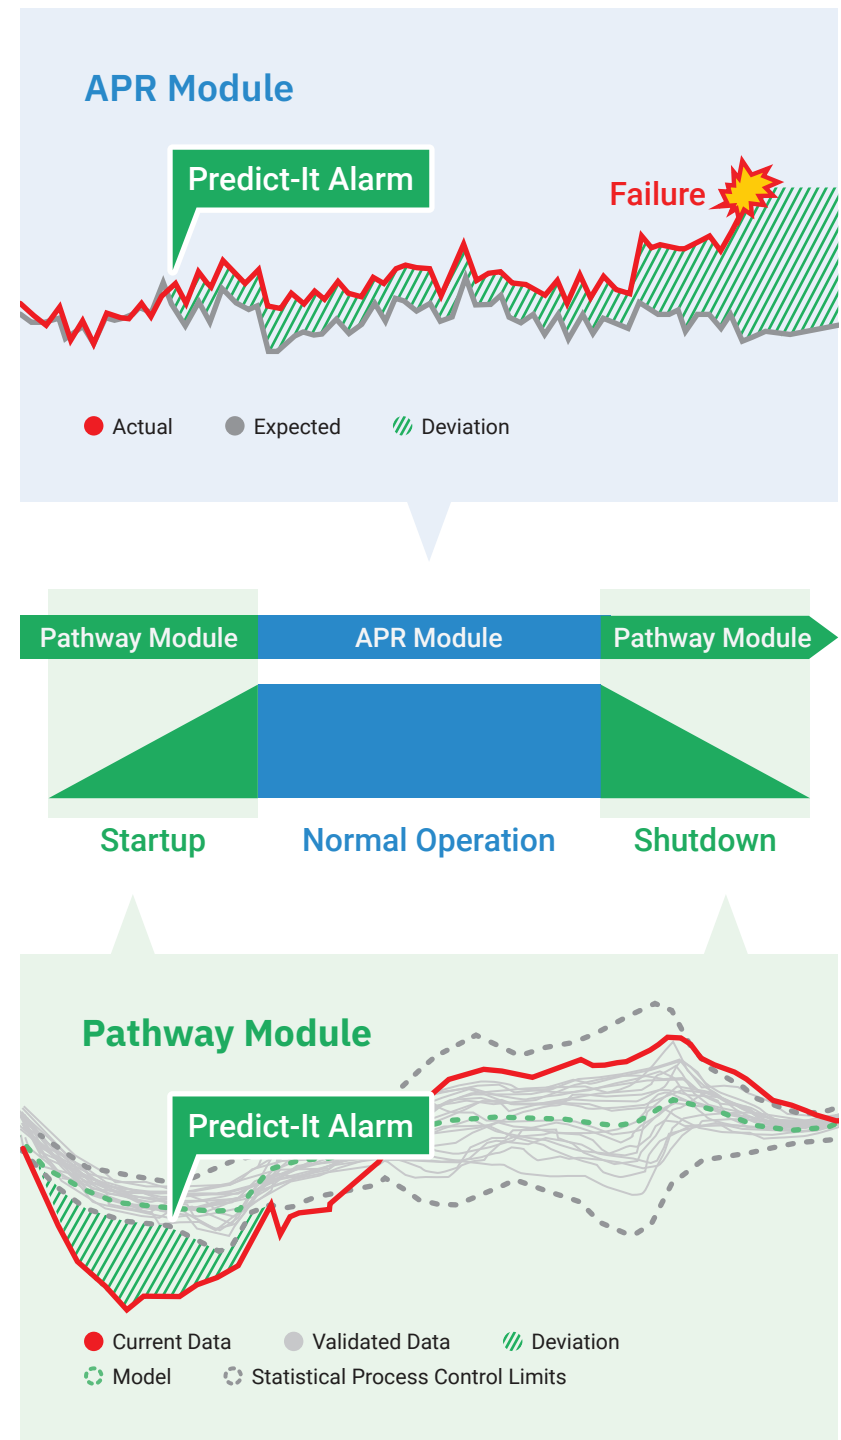 APR Module
Predict-It Alarm
Failure
Actual Expected Deviation
Pathway Module APR Module Pathway Module
Startup Normal Operation Shutdown
Pathway Module
Predict-It Alarm
Current Data Validated Data Deviation
Model Statistical Process Control Limits